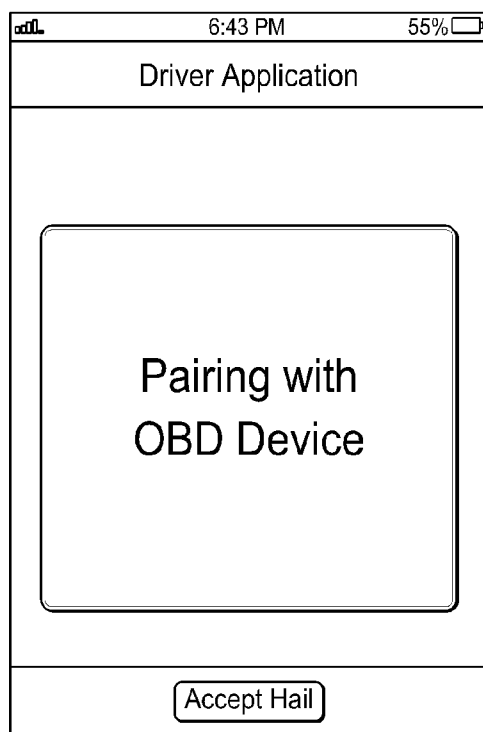 6:43 PM 55%
Driver Application
Pairing with
OBD Device
Accept Hail